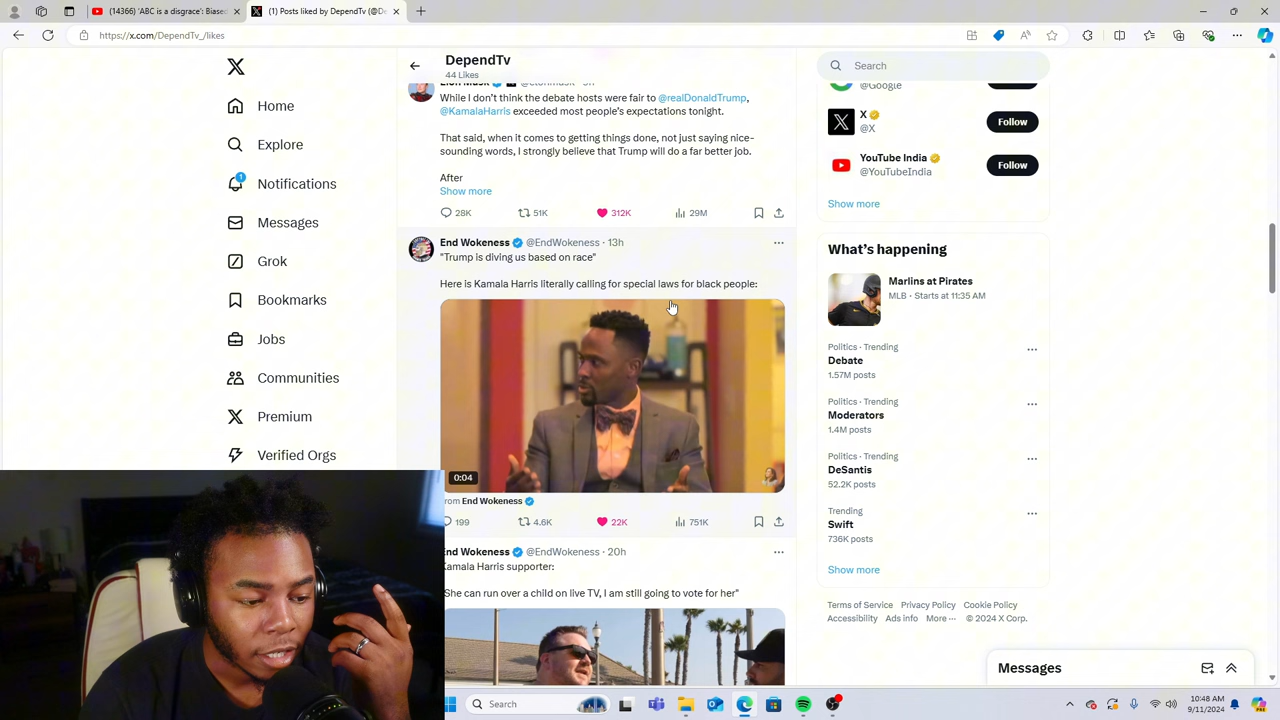 (14366) 'ABC is a disgrace':
(1) Posts liked by DependTv (@De
https://x.com/DependTv_/likes
DependTv
44 Likes
Home
Explore
1
Notifications
Messages
Grok
Bookmarks
Jobs
Communities
Premium
Verified Orgs
While I don't think the debate hosts were fair to @realDonaldTrump,
@KamalaHarris exceeded most people's expectations tonight.
That said, when it comes to getting things done, not just saying nice-
sounding words, I strongly believe that Trump will do a far better job.
After
Show more
28K 51K 312K 29M
End Wokeness @EndWokeness · 13h
"Trump is diving us based on race"
Here is Kamala Harris literally calling for special laws for black people:
0:04
From End Wokeness
199 4.6K 22K 751K
End Wokeness @EndWokeness · 20h
Kamala Harris supporter:
"She can run over a child on live TV, I am still going to vote for her"
Search
@Google
X
@X
Follow
YouTube India
@YouTubeIndia
Follow
Show more
What's happening
Marlins at Pirates
MLB · Starts at 11:35 AM
Politics · Trending
Debate
1.57M posts
Politics · Trending
Moderators
1.4M posts
Politics · Trending
DeSantis
52.2K posts
Trending
Swift
736K posts
Show more
Terms of Service Privacy Policy Cookie Policy
Accessibility Ads info More ··· © 2024 X Corp.
Messages
Search
10:48 AM
9/11/2024